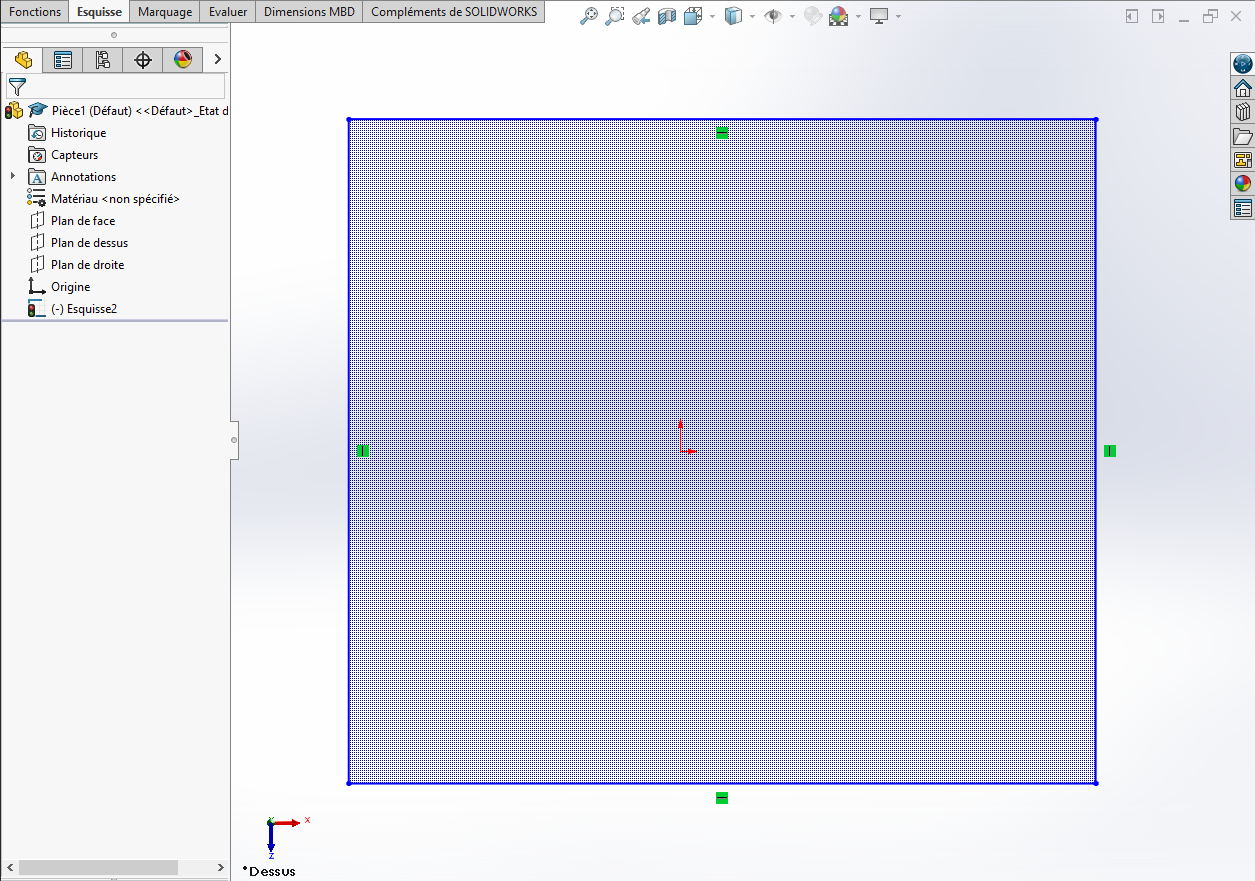 Fonctions Esquisse Marquage Evaluer Dimensions MBD Compléments de SOLIDWORKS
Pièce1 (Défaut) <<Défaut>_Etat d
Historique
Capteurs
Annotations
Matériau <non spécifié>
Plan de face
Plan de dessus
Plan de droite
Origine
(-) Esquisse2
Y
X
Z
*Dessus